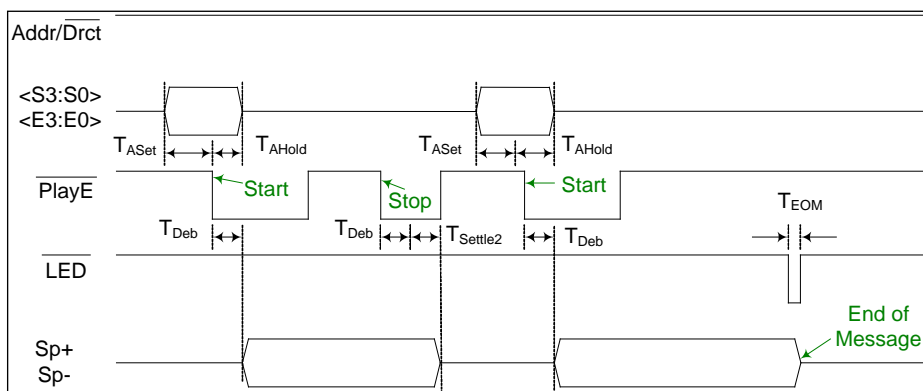 Addr/Drct
<S3:S0>
<E3:E0>
TASet
TAHold
TASet
TAHold
PlayE
Start
Stop
Start
TDeb
TDeb
TSettle2
TDeb
TEOM
LED
End of
Message
Sp+
Sp-